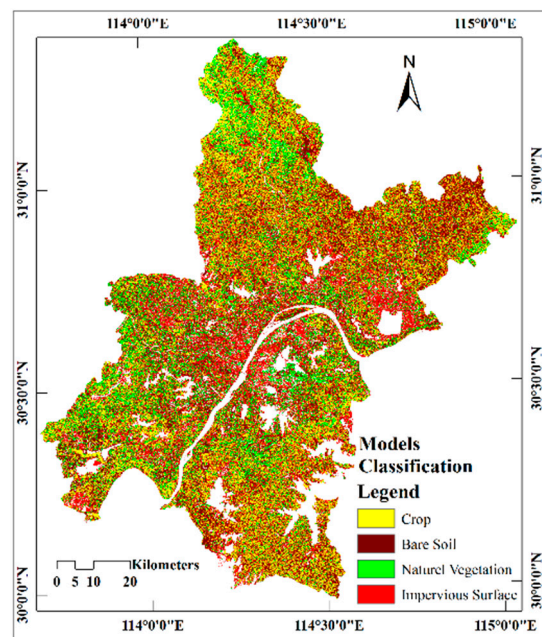 114°0'0"E 114°30'0"E 115°0'0"E
N
31°0'0"N 31°0'0"N
30°30'0"N 30°30'0"N
30°0'0"N 30°0'0"N
Models
Classification
Legend
Crop
Bare Soil
Naturel Vegetation
Impervious Surface
Kilometers
0 5 10 20
114°0'0"E 114°30'0"E 115°0'0"E